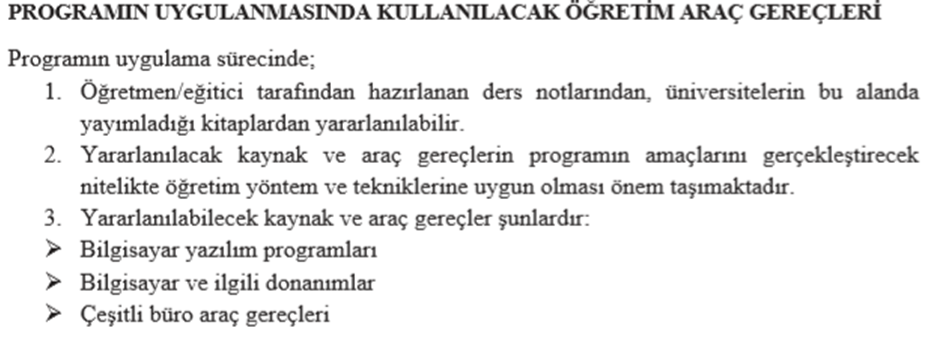 PROGRAMIN UYGULANMASINDA KULLANILACAK ÖĞRETİM ARAÇ GEREÇLERİ
Programın uygulama sürecinde;
1. Öğretmen/eğitici tarafından hazırlanan ders notlarından, üniversitelerin bu alanda
yayımladığı kitaplardan yararlanılabilir.
2. Yararlanılacak kaynak ve araç gereçlerin programın amaçlarını gerçekleştirecek
nitelikte öğretim yöntem ve tekniklerine uygun olması önem taşımaktadır.
3. Yararlanılabilecek kaynak ve araç gereçler şunlardır:
➢ Bilgisayar yazılım programları
➢ Bilgisayar ve ilgili donanımlar
➢ Çeşitli büro araç gereçleri